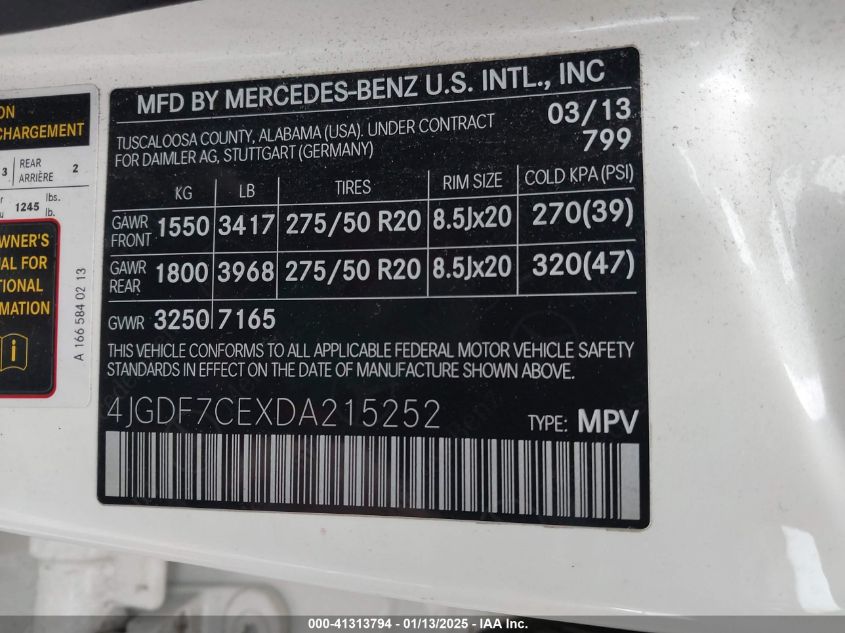 ON
CHARGEMENT
3 REAR ARRIÈRE 2
1245 lbs. lb.
WNER'S
AL FOR
TIONAL
RMATION
i
A 166 584 02 13
MFD BY MERCEDES-BENZ U.S. INTL., INC
TUSCALOOSA COUNTY, ALABAMA (USA). UNDER CONTRACT 03/13
FOR DAIMLER AG, STUTTGART (GERMANY) 799
KG LB TIRES RIM SIZE COLD KPA (PSI)
GAWR FRONT 1550 3417 275/50 R20 8.5Jx20 270(39)
GAWR REAR 1800 3968 275/50 R20 8.5Jx20 320(47)
GVWR 3250 7165
THIS VEHICLE CONFORMS TO ALL APPLICABLE FEDERAL MOTOR VEHICLE SAFETY
STANDARDS IN EFFECT ON THE DATE OF MANUFACTURE SHOWN ABOVE.
4JGDF7CEXDA215252 TYPE: MPV
000-41313794 - 01/13/2025 - IAA Inc.